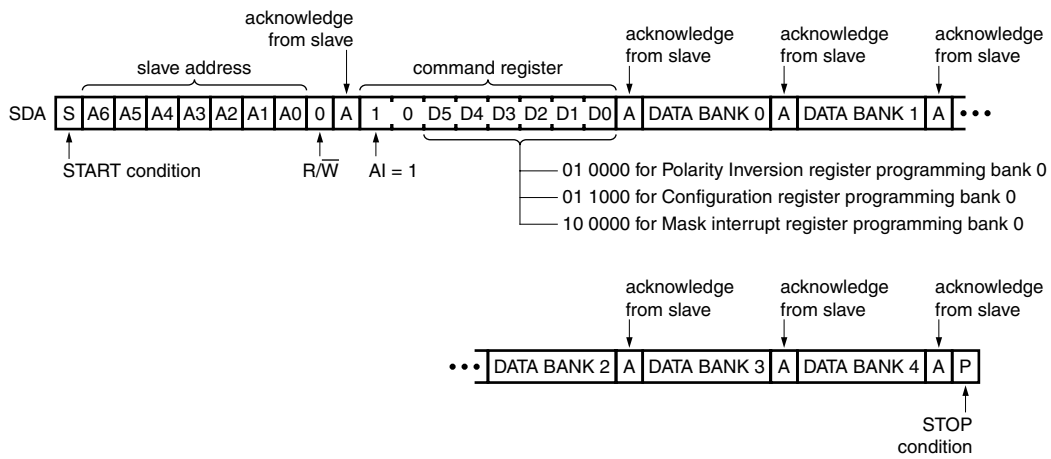 acknowledge
from slave
acknowledge
from slave
acknowledge
from slave
acknowledge
from slave
slave address
command register
SDA S A6 A5 A4 A3 A2 A1 A0 0 A 1 0 D5 D4 D3 D2 D1 D0 A DATA BANK 0 A DATA BANK 1 A •••
START condition
R/W̅
AI = 1
01 0000 for Polarity Inversion register programming bank 0
01 1000 for Configuration register programming bank 0
10 0000 for Mask interrupt register programming bank 0
acknowledge
from slave
acknowledge
from slave
acknowledge
from slave
••• DATA BANK 2 A DATA BANK 3 A DATA BANK 4 A P
STOP
condition